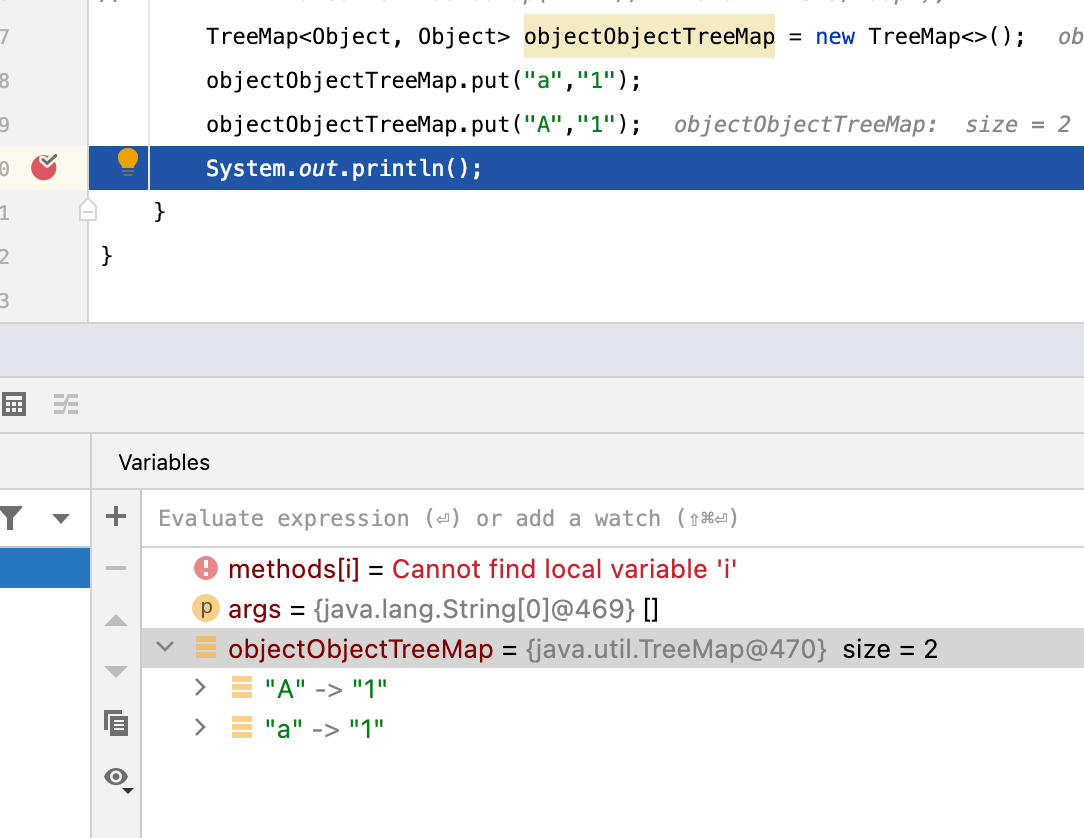 7 TreeMap<Object, Object> objectObjectTreeMap = new TreeMap<>(); ob
8 objectObjectTreeMap.put("a","1");
9 objectObjectTreeMap.put("A","1"); objectObjectTreeMap: size = 2
0 System.out.println();
1 }
2 }
3
Variables
Evaluate expression (⏎) or add a watch (⇧⌘⏎)
methods[i] = Cannot find local variable 'i'
p args = {java.lang.String[0]@469} []
objectObjectTreeMap = {java.util.TreeMap@470} size = 2
"A" -> "1"
"a" -> "1"